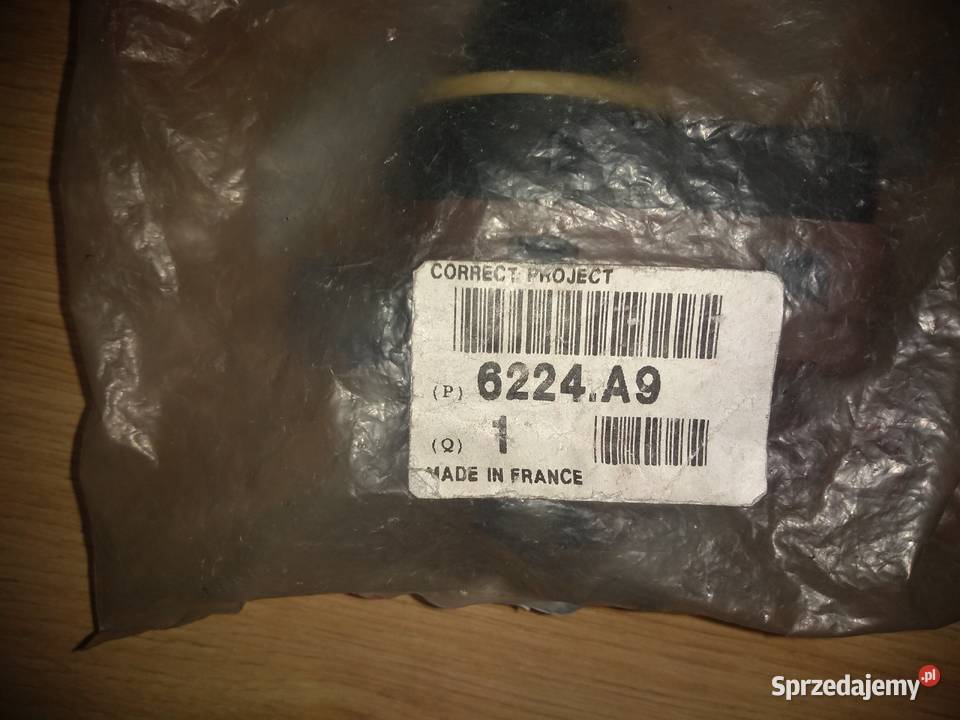 CORRECT PROJECT
(P) 6224.A9
(Q) 1
MADE IN FRANCE
Sprzedajemy.pl